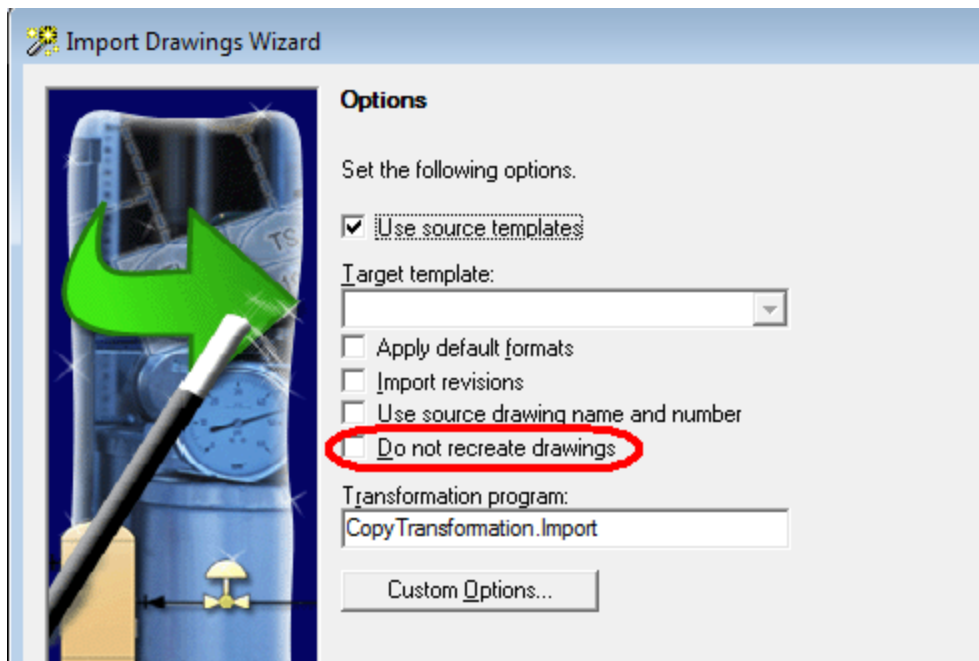 Import Drawings Wizard
Options
Set the following options.
Use source templates
Target template:
Apply default formats
Import revisions
Use source drawing name and number
Do not recreate drawings
Transformation program:
CopyTransformation.Import
Custom Options...
TS